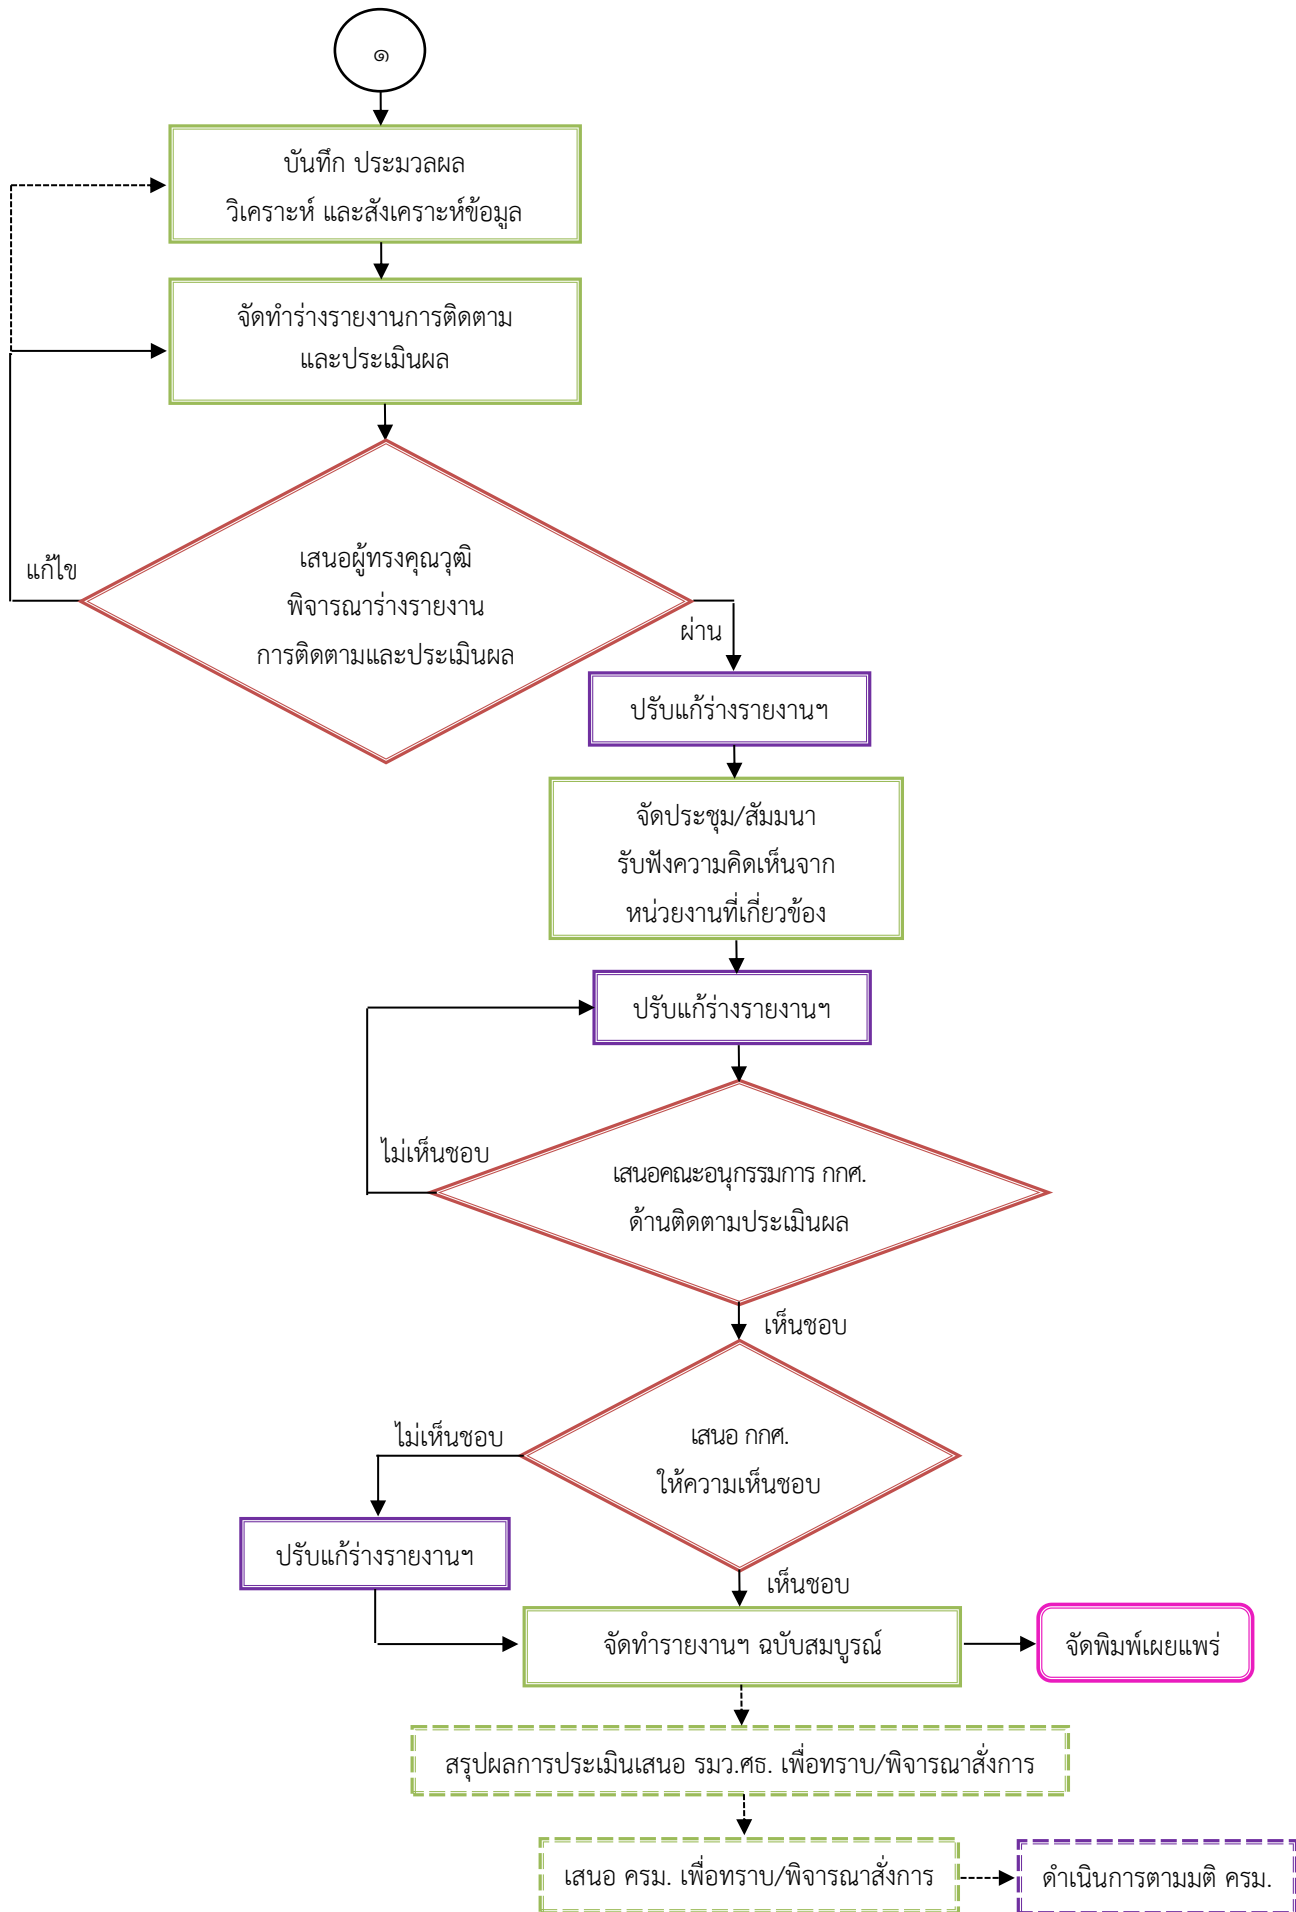 ๑
บันทึก ประมวลผล
วิเคราะห์ และสังเคราะห์ข้อมูล
จัดทำร่างรายงานการติดตาม
และประเมินผล
เสนอผู้ทรงคุณวุฒิ
พิจารณาร่างรายงาน
การติดตามและประเมินผล
แก้ไข
ผ่าน
ปรับแก้ร่างรายงานฯ
จัดประชุม/สัมมนา
รับฟังความคิดเห็นจาก
หน่วยงานที่เกี่ยวข้อง
ปรับแก้ร่างรายงานฯ
ไม่เห็นชอบ
เสนอคณะอนุกรรมการ กกศ.
ด้านติดตามประเมินผล
เห็นชอบ
ไม่เห็นชอบ
เสนอ กกศ.
ให้ความเห็นชอบ
ปรับแก้ร่างรายงานฯ
เห็นชอบ
จัดทำรายงานฯ ฉบับสมบูรณ์
จัดพิมพ์เผยแพร่
สรุปผลการประเมินเสนอ รมว.ศธ. เพื่อทราบ/พิจารณาสั่งการ
เสนอ ครม. เพื่อทราบ/พิจารณาสั่งการ
ดำเนินการตามมติ ครม.